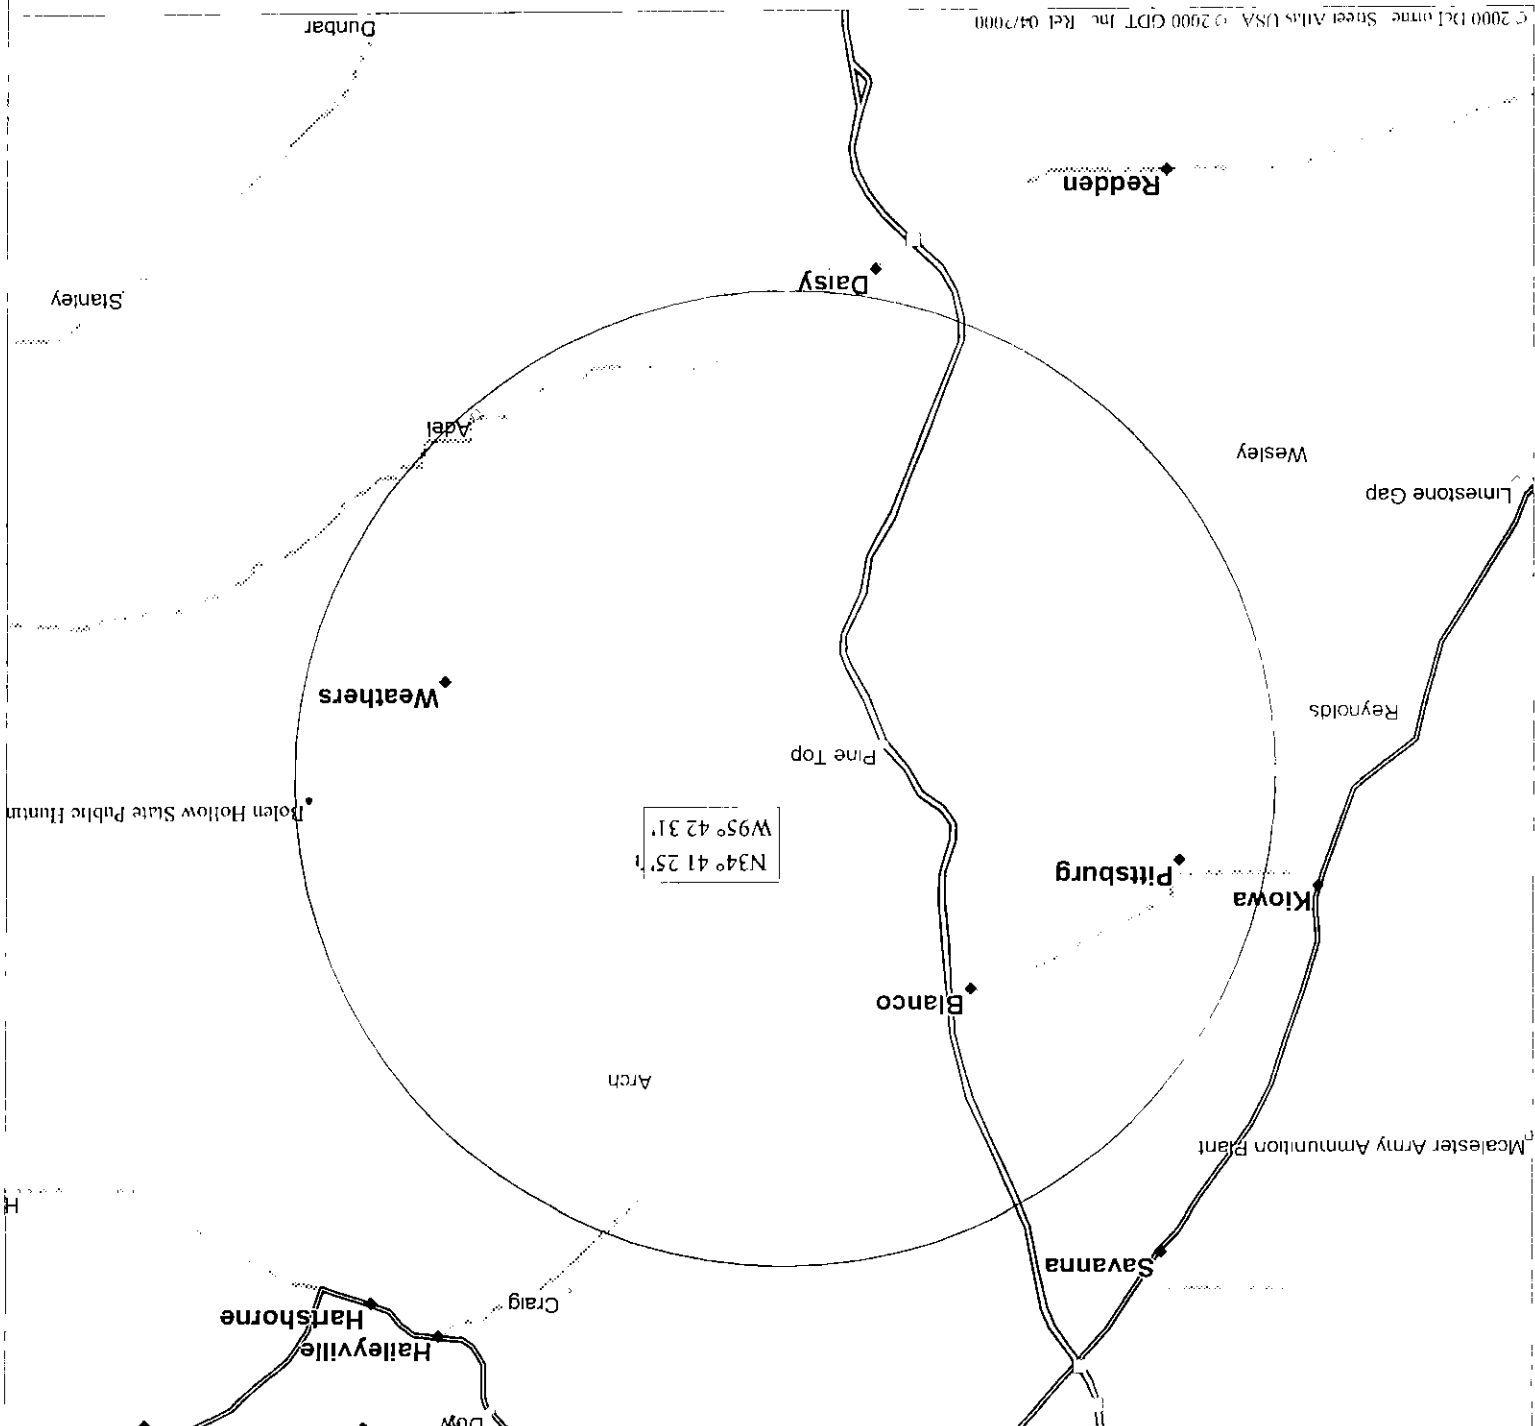 Dow
Haileyville
Hartshorne
Craig
Savanna
H
Mcalester Army Ammunition Plant
Arch
Blanco
Kiowa
Pittsburg
N34° 41 25'
W95° 42 31'
Bolen Hollow State Public Huntin
Pine Top
Reynolds
Weathers
Limestone Gap
Wesley
Adel
Stanley
Daisy
Redden
Dunbar
© 2000 DeLorme Street Atlas USA © 2000 GDT Inc Rel 04/2000